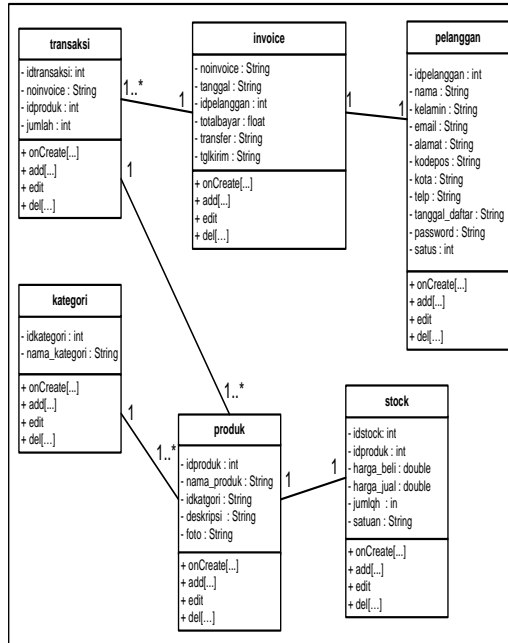 transaksi
- idtransaksi: int
- noinvoice : String
- idproduk : int
- jumlah : int
+ onCreate[...]
+ add[...]
+ edit
+ del[...]
1..*
1
1
invoice
- noinvoice : String
- tanggal : String
- idpelanggan : int
- totalbayar : float
- transfer : String
- tglkirim : String
+ onCreate[...]
+ add[...]
+ edit
+ del[...]
1
1
pelanggan
- idpelanggan : int
- nama : String
- kelamin : String
- email : String
- alamat : String
- kodepos : String
- kota : String
- telp : String
- tanggal_daftar : String
- password : String
- satus : int
+ onCreate[...]
+ add[...]
+ edit
+ del[...]
kategori
- idkategori : int
- nama_kategori : String
+ onCreate[...]
+ add[...]
+ edit
+ del[...]
1
1..*
1..*
produk
- idproduk : int
- nama_produk : String
- idkatgori : String
- deskripsi : String
- foto : String
+ onCreate[...]
+ add[...]
+ edit
+ del[...]
1
1
stock
- idstock: int
- idproduk : int
- harga_beli : double
- harga_jual : double
- jumlqh : in
- satuan : String
+ onCreate[...]
+ add[...]
+ edit
+ del[...]